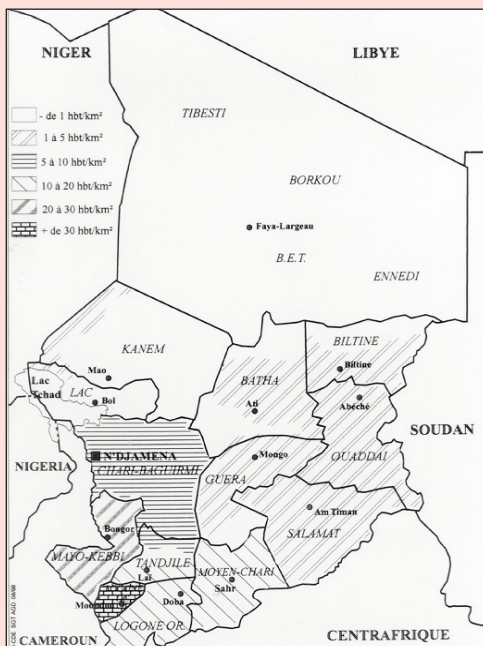 NIGER
LIBYE
TIBESTI
- de 1 hbt/km²
1 à 5 hbt/km²
5 à 10 hbt/km²
10 à 20 hbt/km²
20 à 30 hbt/km²
+ de 30 hbt/km²
BORKOU
Faya-Largeau
B.E.T.
ENNEDI
KANEM
BILTINE
Mao
Biltine
Lac
-Tchad
LAC
Bol
BATHA
Ati
Abéché
SOUDAN
OUADDAI
N'DJAMENA
CHARI-BAGUIRMI
NIGERIA
Mongo
GUERA
Am Timan
SALAMAT
Bongor
MAYO-KEBBI
TANDJILE
Laï
MOYEN-CHARI
Sahr
Doba
LOGONE OR.
CAMEROUN
CENTRAFRIQUE